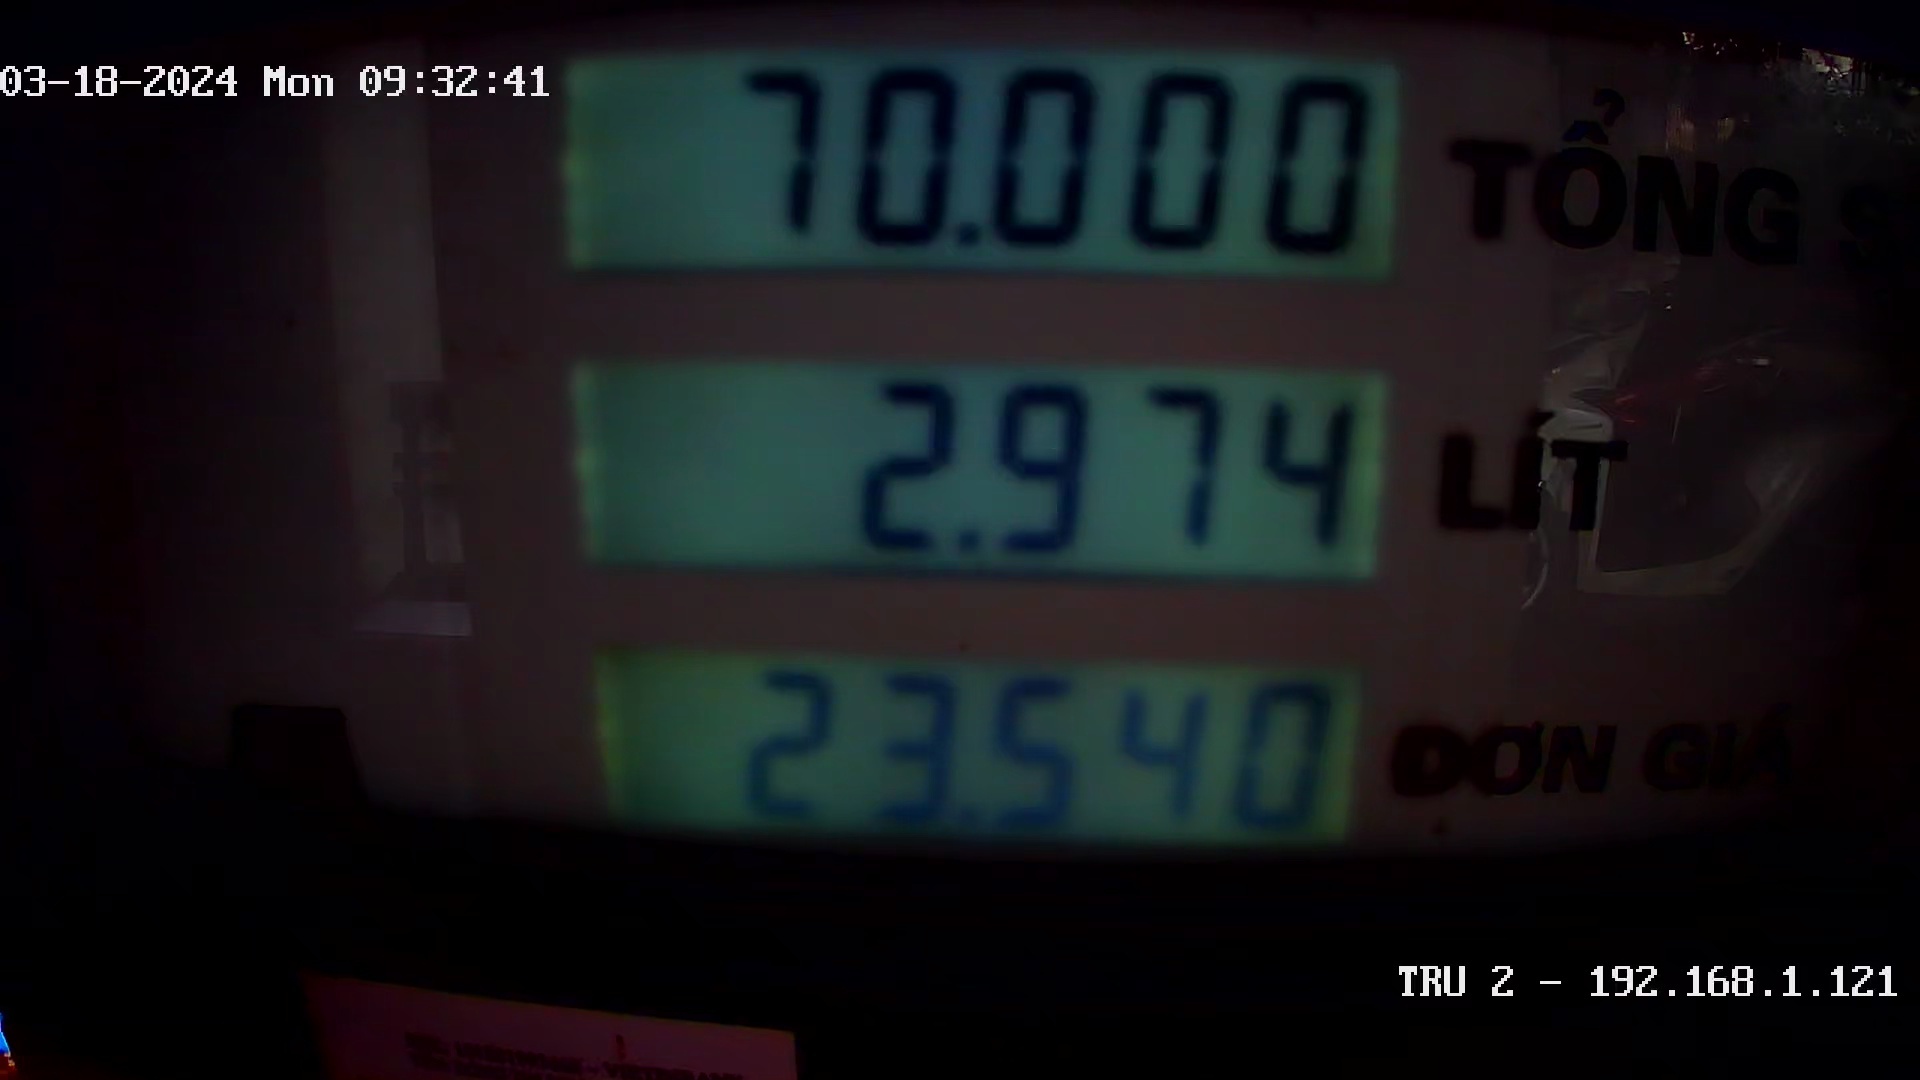 03-18-2024 Mon 09:32:41
70.000 TỔNG
2.974 LÍT
23.540 ĐƠN GIÁ
TRU 2 - 192.168.1.121